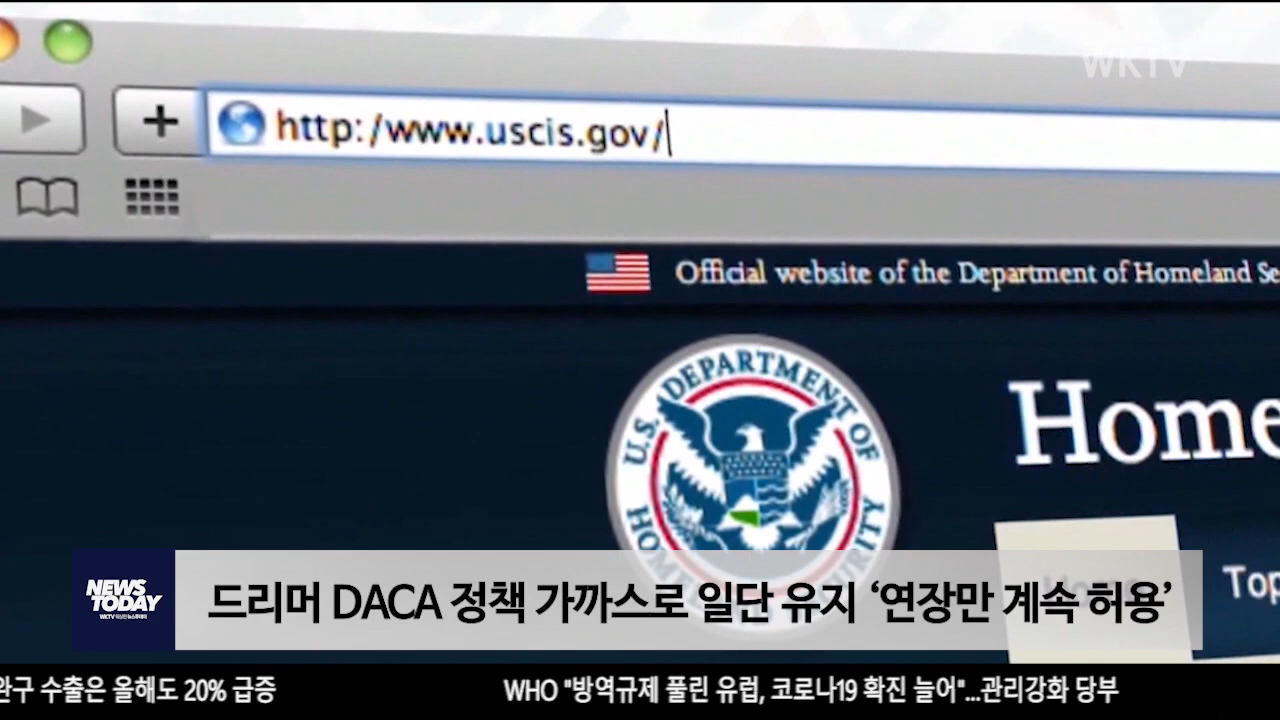 WKTV
http:/www.uscis.gov/
Official website of the Department of Homeland Se
U.S. DEPARTMENT OF
Home
Top
NEWS
TODAY
드리머 DACA 정책 가까스로 일단 유지 ‘연장만 계속 허용’
완구 수출은 올해도 20% 급증
WHO "방역규제 풀린 유럽, 코로나19 확진 늘어"...관리강화 당부